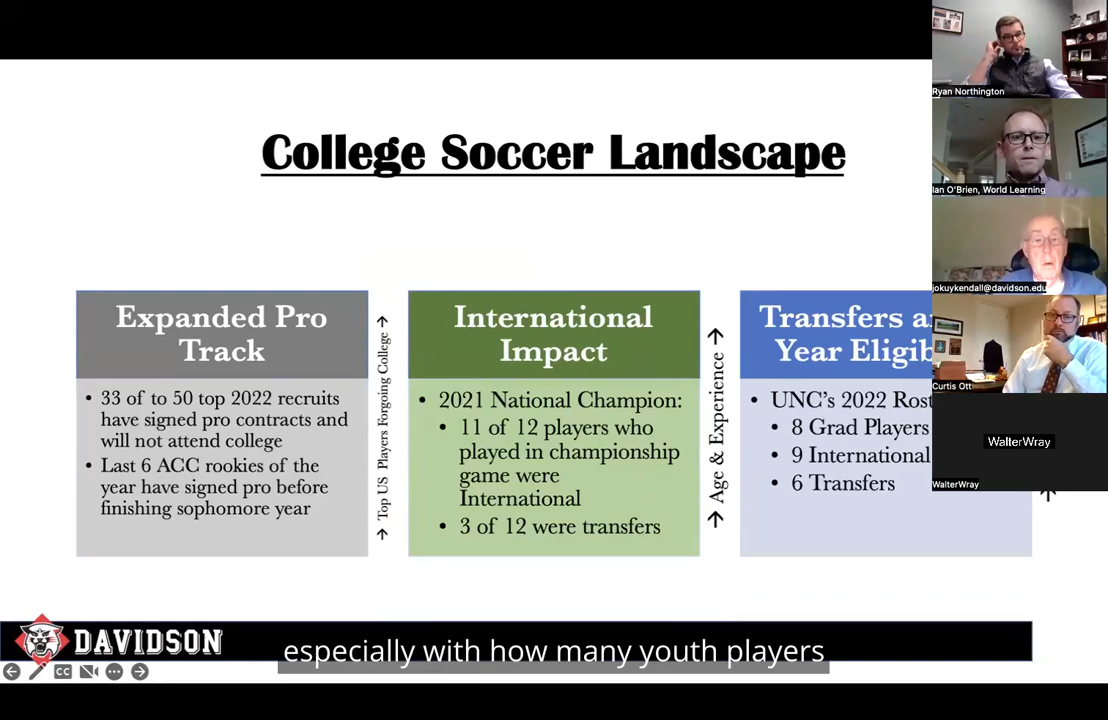 College Soccer Landscape
Expanded Pro
Track
• 33 of to 50 top 2022 recruits
have signed pro contracts and
will not attend college
• Last 6 ACC rookies of the
year have signed pro before
finishing sophomore year
Top US Players Forgoing College
International
Impact
• 2021 National Champion:
• 11 of 12 players who
played in championship
game were
International
• 3 of 12 were transfers
Age & Experience
Transfers
Year
• UNC's 2022
• 8 Grad Players
• 9 International
• 6 Transfers
Ryan Northington
Ian O'Brien, World Learning
jokuykendall@davidson.edu
Curtis Ott
WalterWray
WalterWray
DAVIDSON
especially with how many youth players
CC